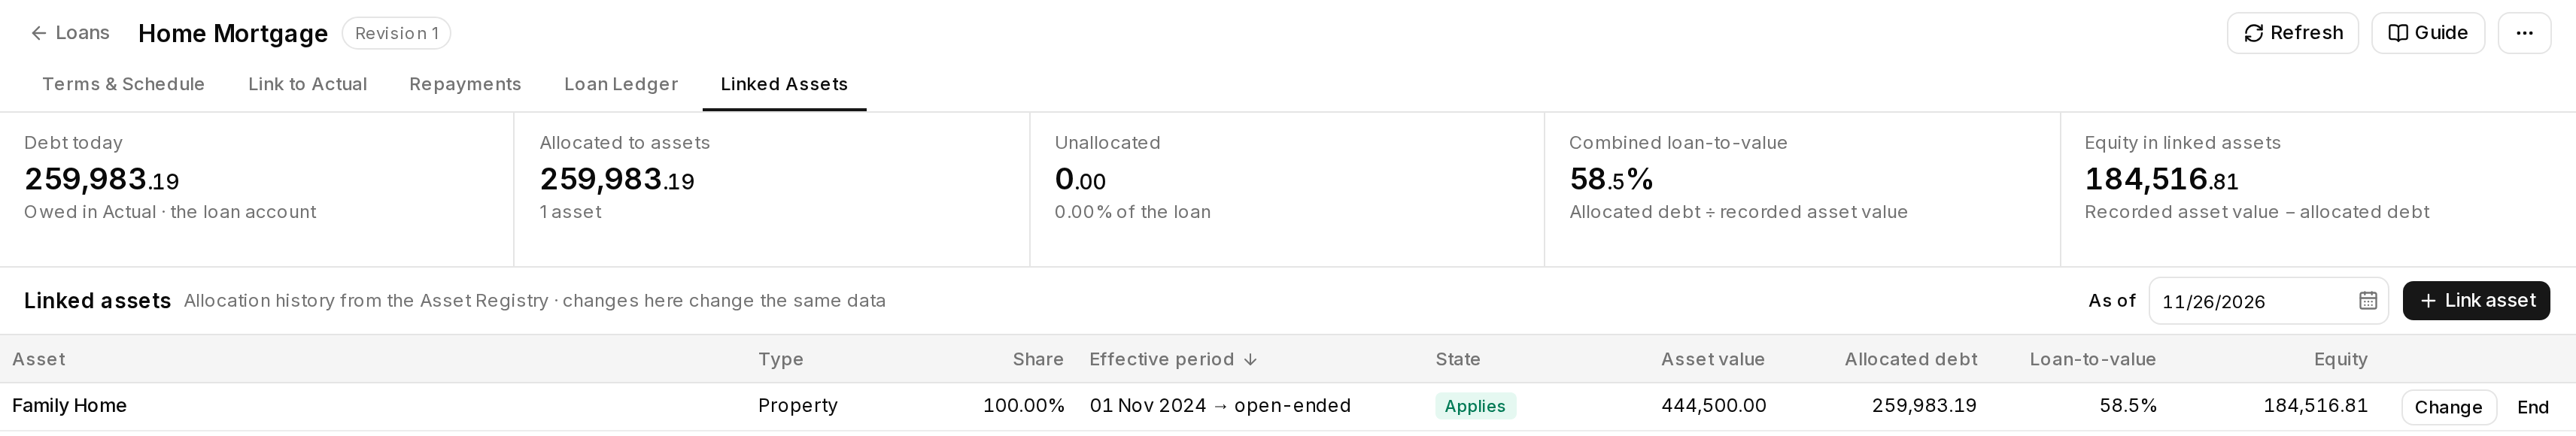 Loans Home Mortgage Revision 1 Refresh Guide
Terms & Schedule Link to Actual Repayments Loan Ledger Linked Assets
Debt today Allocated to assets Unallocated Combined loan-to-value Equity in linked assets
259,983.19 259,983.19 0.00 58.5% 184,516.81
Owed in Actual · the loan account 1 asset 0.00% of the loan Allocated debt ÷ recorded asset value Recorded asset value – allocated debt
Linked assets Allocation history from the Asset Registry · changes here change the same data As of 11/26/2026 + Link asset
Asset Type Share Effective period ↓ State Asset value Allocated debt Loan-to-value Equity
Family Home Property 100.00% 01 Nov 2024 → open-ended Applies 444,500.00 259,983.19 58.5% 184,516.81 Change End